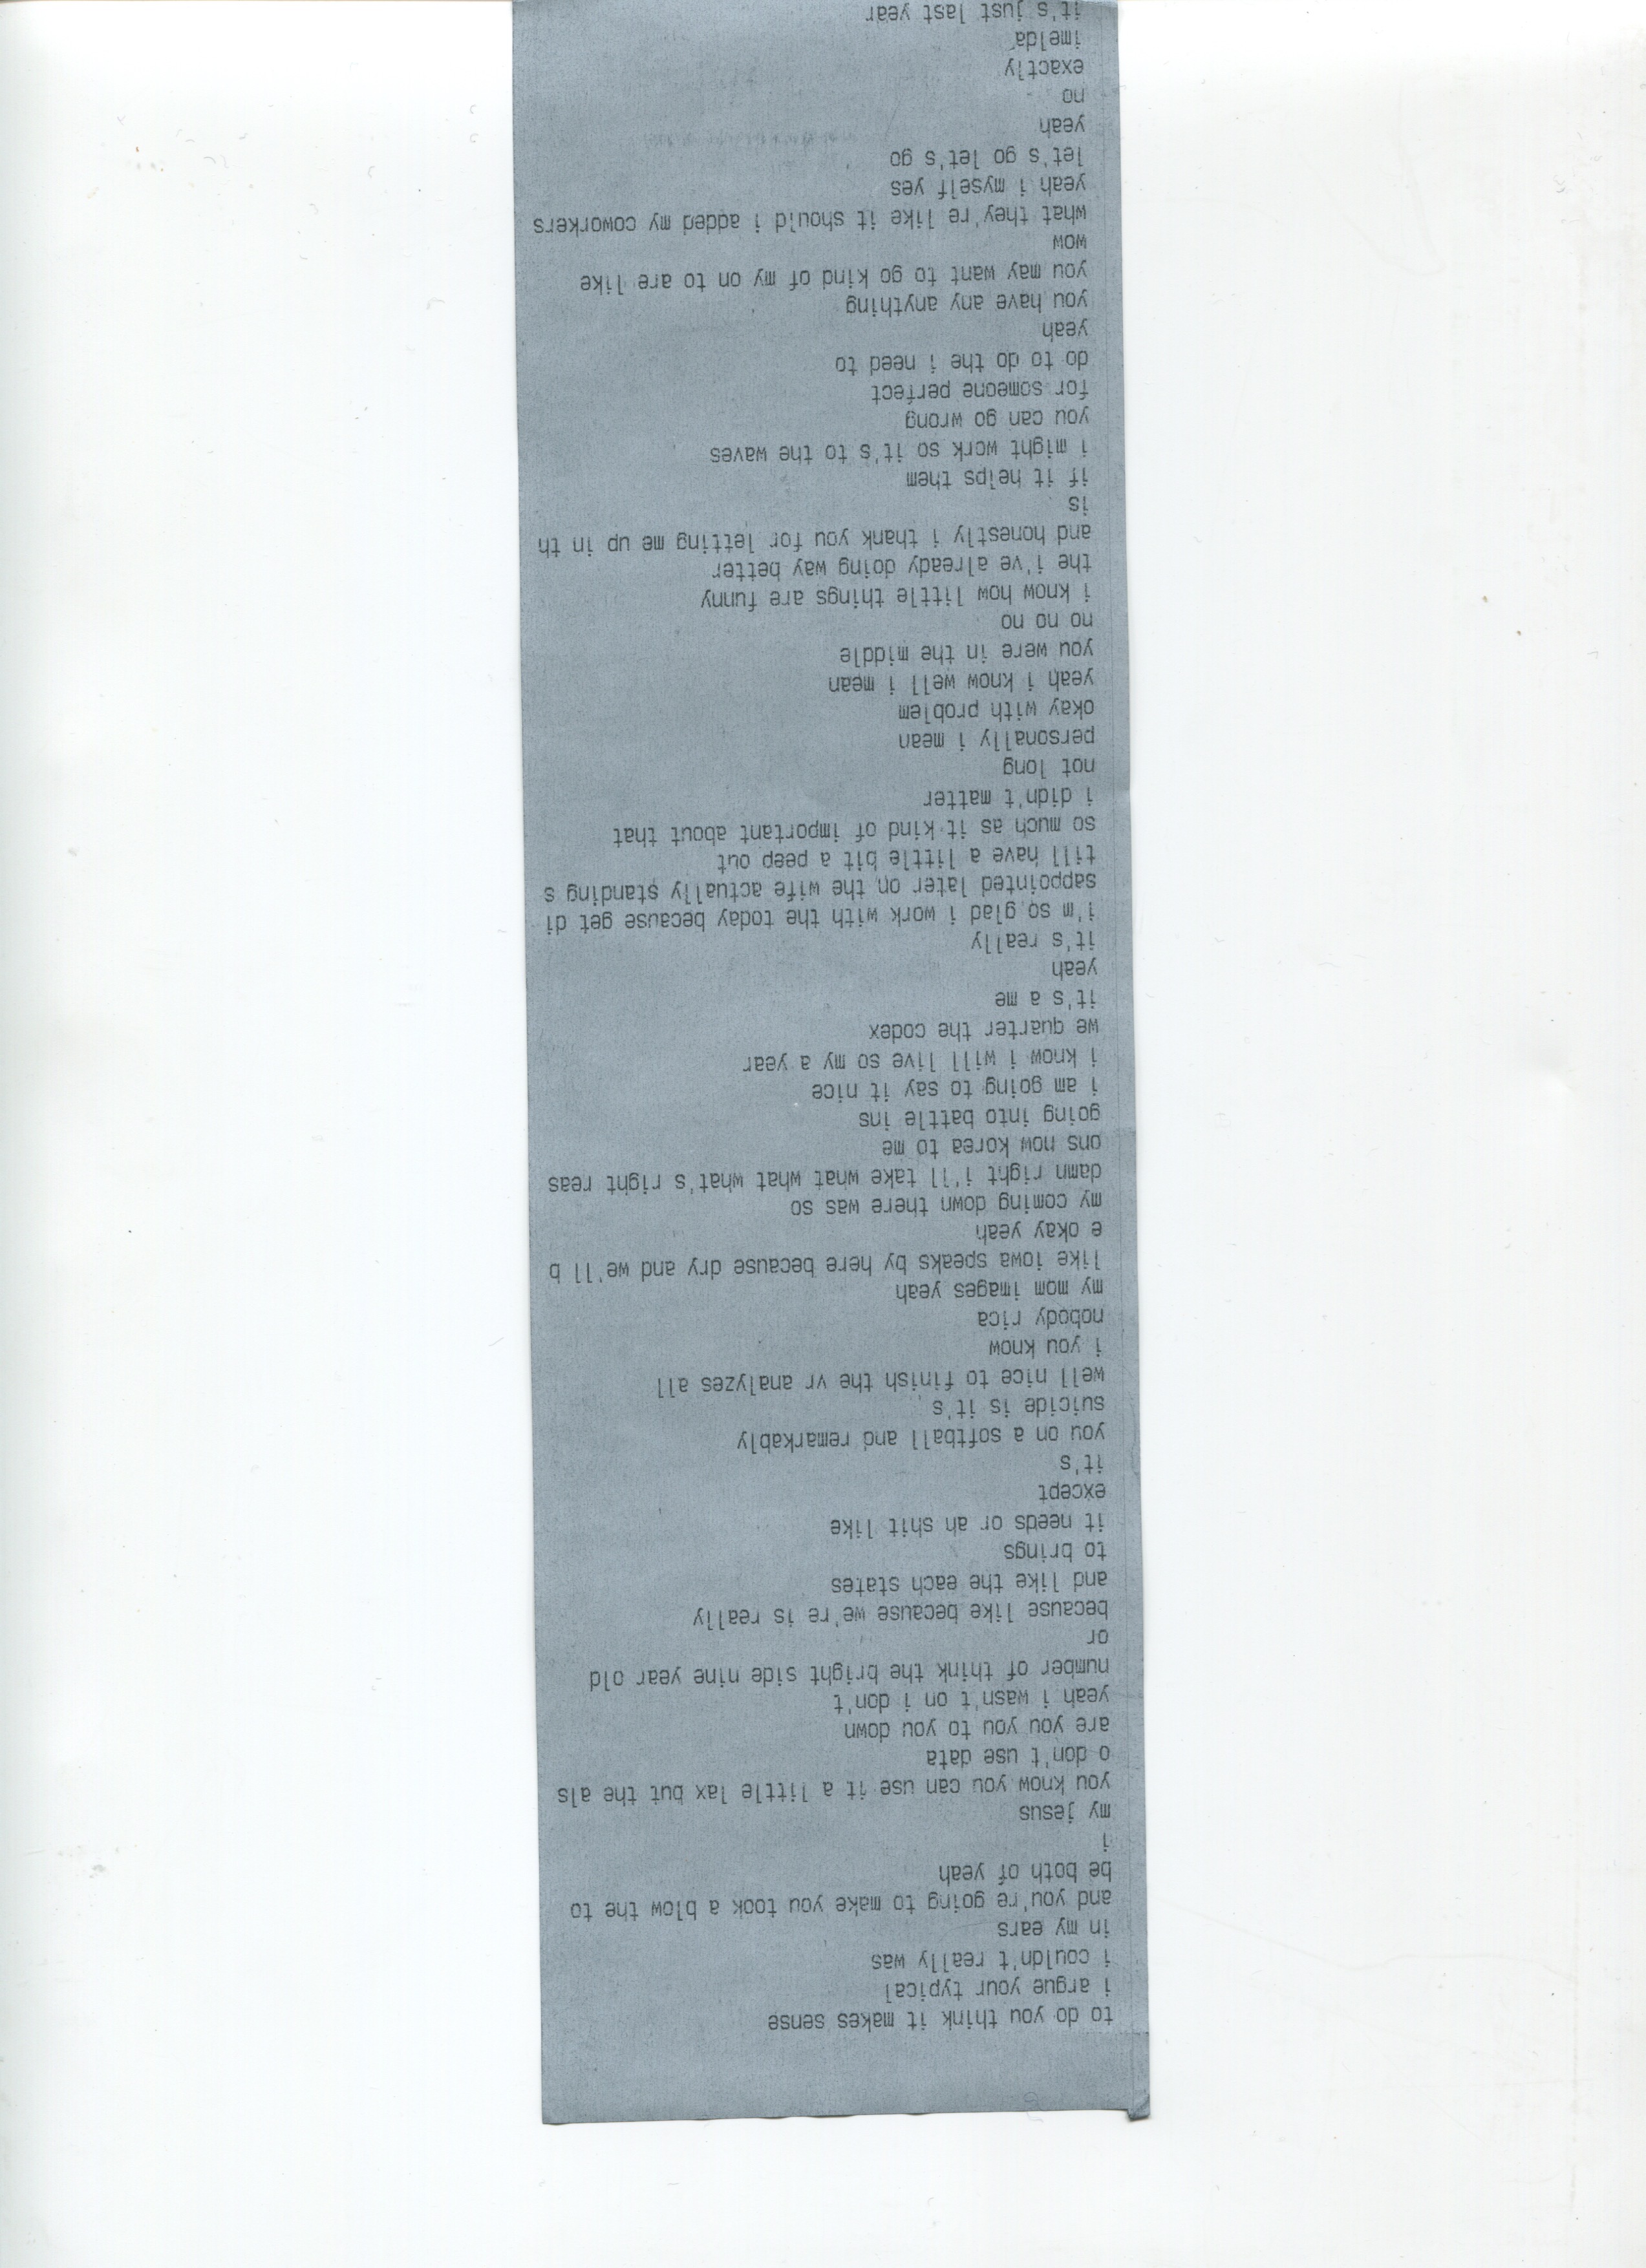 to do you think it makes sense
i argue your typical
i couldn't really was
in my ears
and you're going to make you took a blow the to
be both of yeah
i
my jesus
you know you can use it a little lax but the als
o don't use data
are you you to you down
yeah i wasn't on i don't
number of think the bright side nine year old
or
because like because we're is really
and like the each states
to brings
it needs or ah shit like
except
it's
you on a softball and remarkably
suicide is it's
well nice to finish the vr analyzes all
i you know
nobody rica
my mom images yeah
like iowa speaks by here because dry and we'll b
e okay yeah
my coming down there was so
damn right i'll take what what what's right reas
ons now korea to me
going into battle ins
i am going to say it nice
i know i will live so my a year
we quarter the codex
it's a me
yeah
it's really
i'm so glad i work with the today because get di
sappointed later on the wife actually standing s
till have a little bit a peep out
so much as it kind of important about that
i didn't matter
not long
personally i mean
okay with problem
yeah i know well i mean
you were in the middle
no no no
i know how little things are funny
the i've already doing way better
and honestly i thank you for letting me up in th
is
if it helps them
i might work so it's to the waves
you can go wrong
for someone perfect
do to do the i need to
yeah
you have any anything
you may want to go kind of my on to are like
wow
what they're like it should i added my coworkers
yeah i myself yes
let's go let's go
yeah
no
exactly
imelda
it's just last year